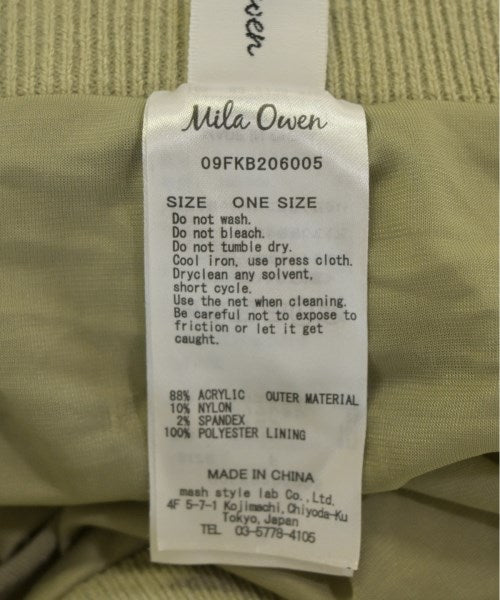 wen
Mila Owen
09FKB206005
SIZE ONE SIZE
Do not wash.
Do not bleach.
Do not tumble dry.
Cool iron, use press cloth.
Dryclean any solvent,
short cycle.
Use the net when cleaning.
Be careful not to expose to
friction or let it get
caught.
88% ACRYLIC OUTER MATERIAL
10% NYLON
2% SPANDEX
100% POLYESTER LINING
MADE IN CHINA
mash style lab Co., Ltd.
4F 5-7-1 Kojimachi, Chiyoda-Ku
Tokyo, Japan
TEL 03-5778-4105